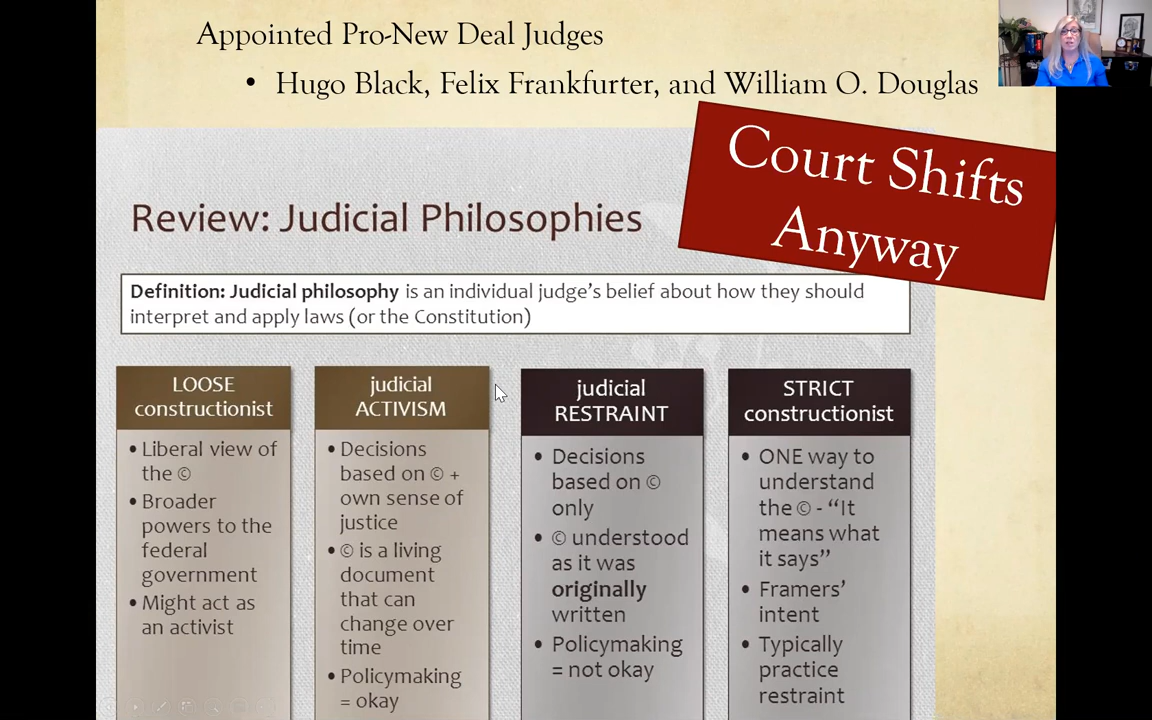 Appointed Pro-New Deal Judges
• Hugo Black, Felix Frankfurter, and William O. Douglas
Court Shifts
Anyway
Review: Judicial Philosophies
Definition: Judicial philosophy is an individual judge's belief about how they should
interpret and apply laws (or the Constitution)
LOOSE
constructionist
• Liberal view of
the ©
• Broader
powers to the
federal
government
• Might act as
an activist
judicial
ACTIVISM
• Decisions
based on © +
own sense of
justice
• © is a living
document
that can
change over
time
• Policymaking
= okay
judicial
RESTRAINT
• Decisions
based on ©
only
• © understood
as it was
originally
written
• Policymaking
= not okay
STRICT
constructionist
• ONE way to
understand
the © - “It
means what
it says”
• Framers’
intent
• Typically
practice
restraint